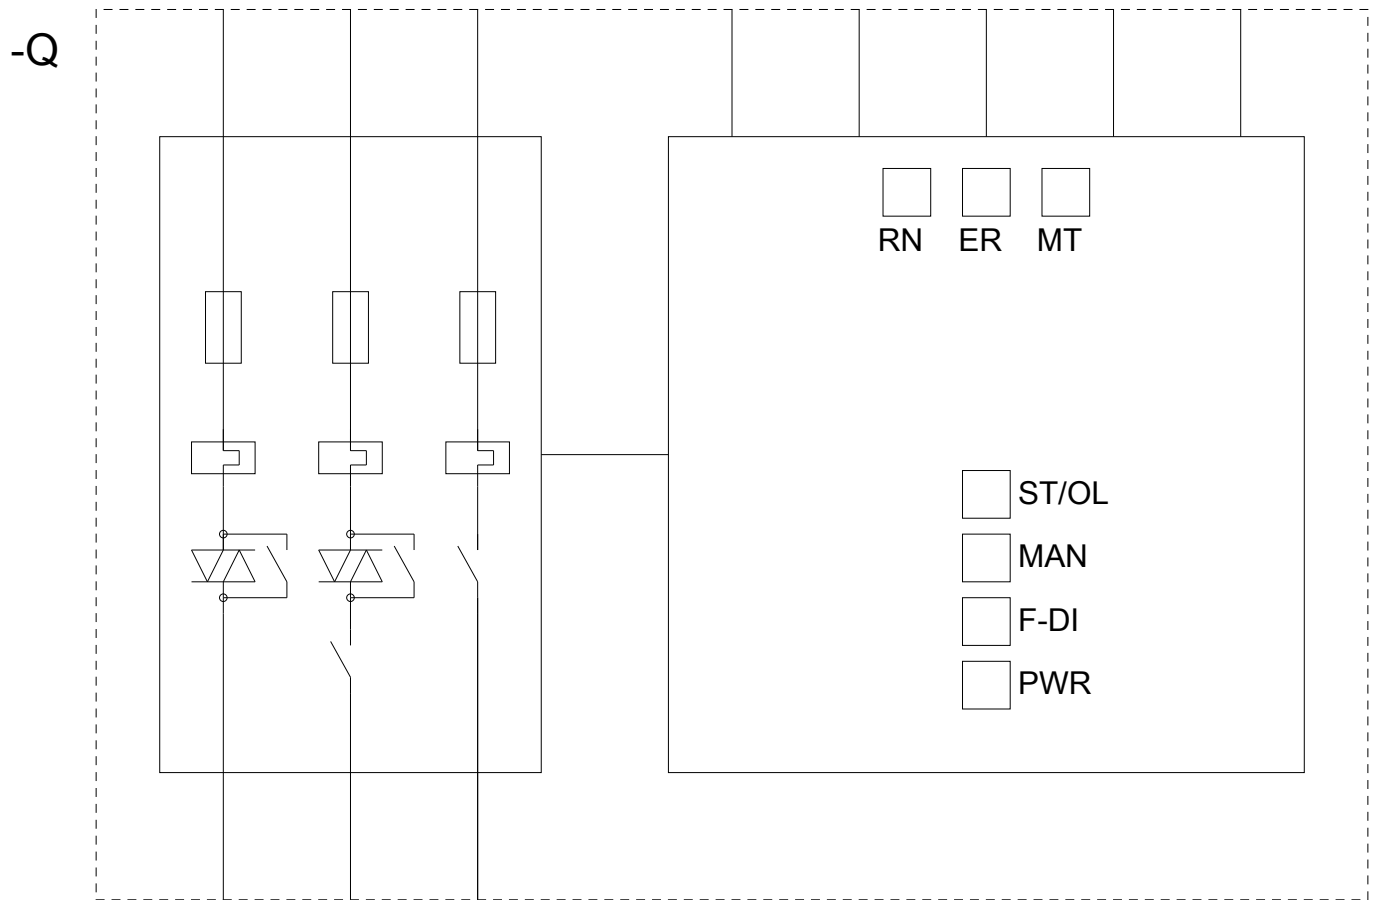 -Q
RN ER MT
ST/OL
MAN
F-DI
PWR